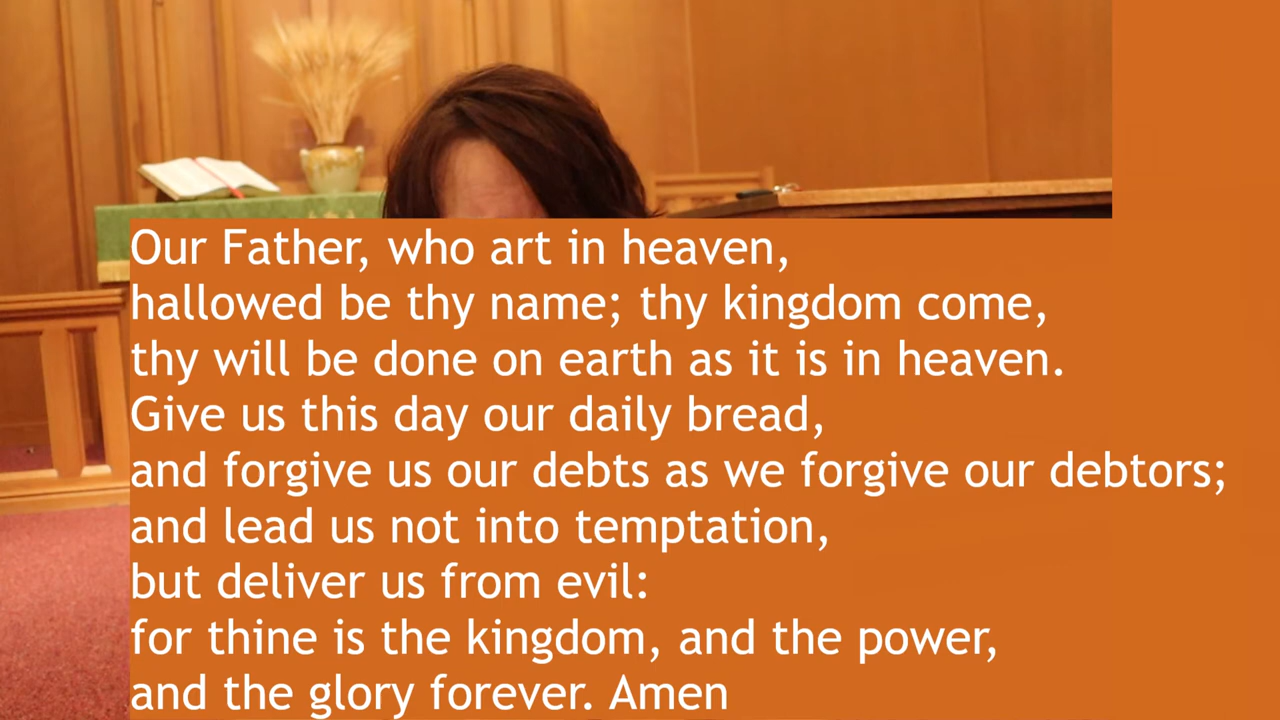 Our Father, who art in heaven,
hallowed be thy name; thy kingdom come,
thy will be done on earth as it is in heaven.
Give us this day our daily bread,
and forgive us our debts as we forgive our debtors;
and lead us not into temptation,
but deliver us from evil:
for thine is the kingdom, and the power,
and the glory forever. Amen